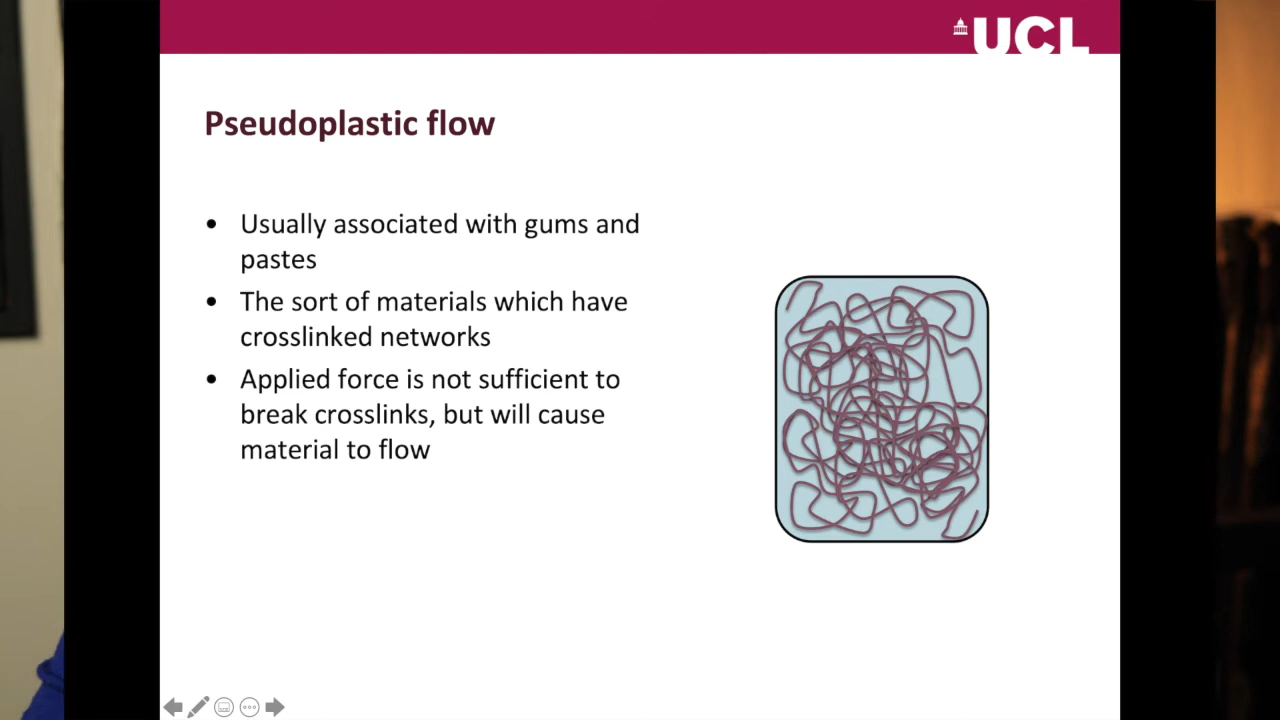 UCL
Pseudoplastic flow
• Usually associated with gums and
pastes
• The sort of materials which have
crosslinked networks
• Applied force is not sufficient to
break crosslinks, but will cause
material to flow